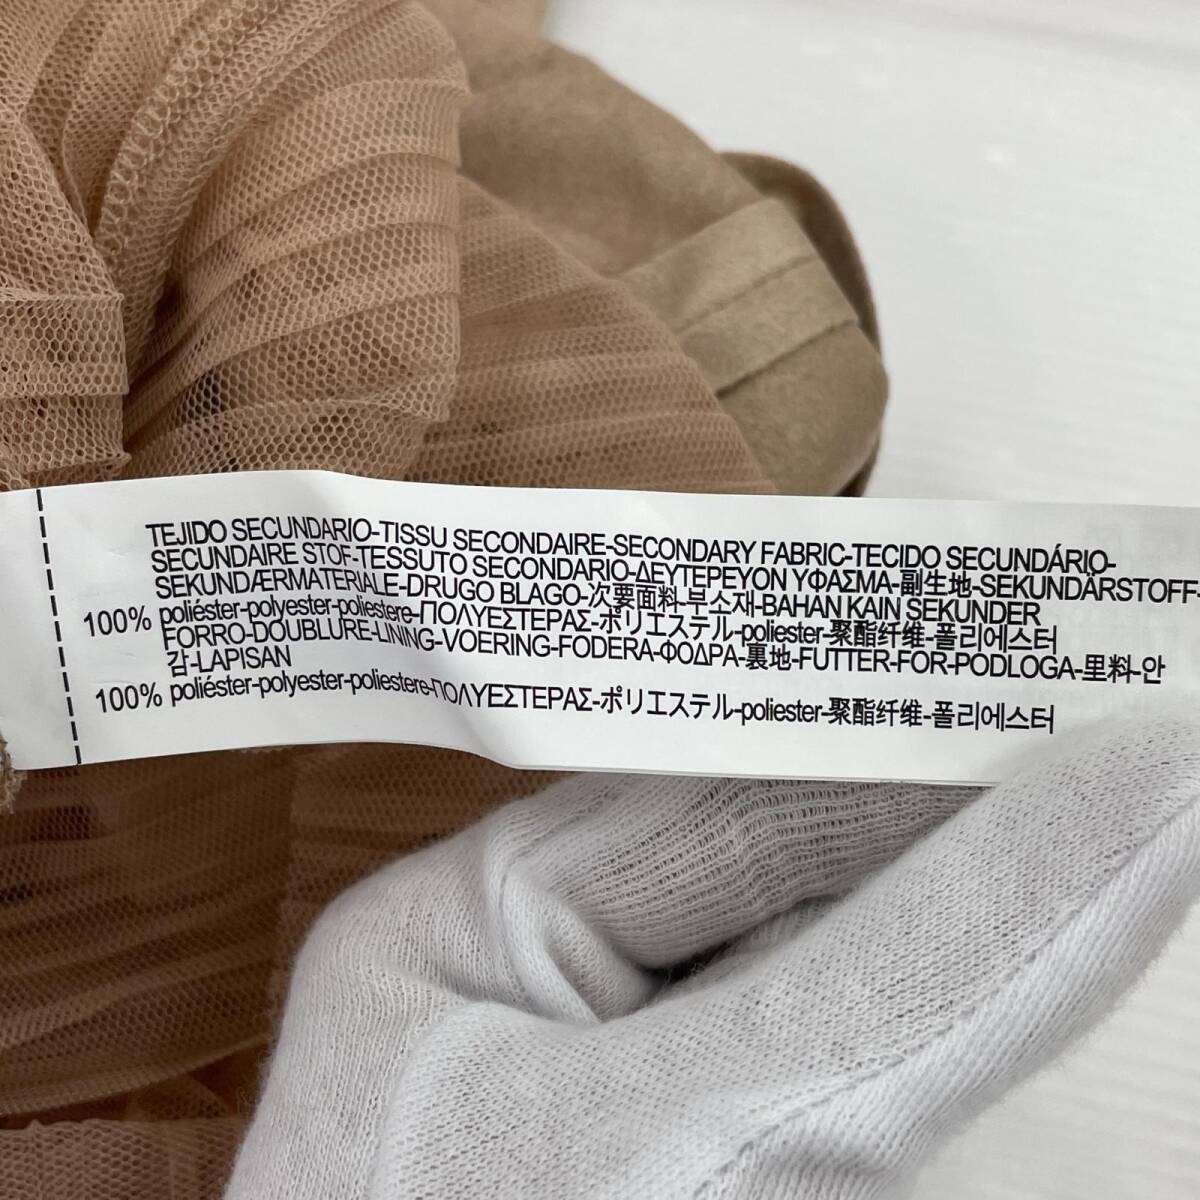 TEJIDO SECUNDARIO-TISSU SECONDAIRE-SECONDARY FABRIC-TECIDO SECUNDÁRIO-
SECUNDAIRE STOF-TESSUTO SECONDARIO-ΔΕΥΤΕΡΕΥΟΝ ΥΦΑΣΜΑ-副生地-SEKUNDÄRSTOFF-
SEKUNDÆRMATERIALE-DRUGO BLAGO-次要面料-부소재-BAHAN KAIN SEKUNDER
100% poliéster-polyester-poliestere-ΠΟΛΥΕΣΤΕΡΑΣ-ポリエステル-poliester-聚酯纤维-폴리에스터
FORRO-DOUBLURE-LINING-VOERING-FODERA-ΦΟΔΡΑ-裏地-FUTTER-FOR-PODLOGA-里料-안
감-LAPISAN
100% poliéster-polyester-poliestere-ΠΟΛΥΕΣΤΕΡΑΣ-ポリエステル-poliester-聚酯纤维-폴리에스터